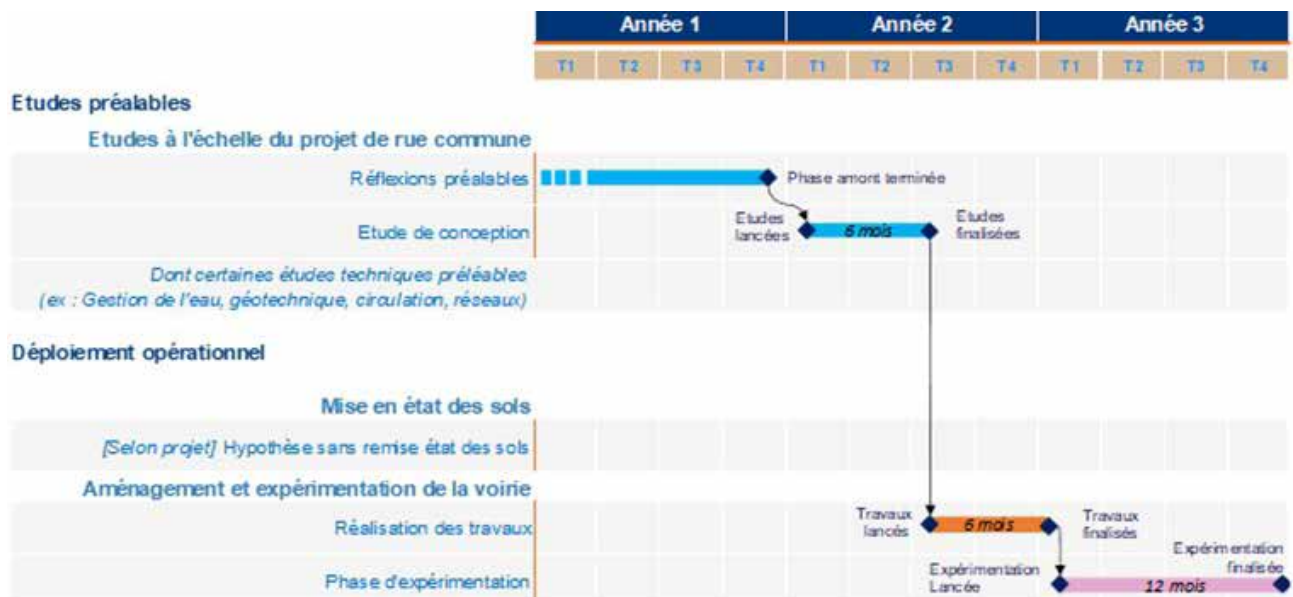 Année 1 Année 2 Année 3
T1 T2 T3 T4 T1 T2 T3 T4 T1 T2 T3 T4
Etudes préalables
Etudes à l'échelle du projet de rue commune
Réflexions préalables
Phase amont terminée
Etude de conception
Etudes
lancées
6 mois
Etudes
finalisées
Dont certaines études techniques préléables
(ex : Gestion de l'eau, géotechnique, circulation, réseaux)
Déploiement opérationnel
Mise en état des sols
[Selon projet] Hypothèse sans remise état des sols
Aménagement et expérimentation de la voirie
Réalisation des travaux
Travaux
lancés
6 mois
Travaux
finalisés
Phase d'expérimentation
Expérimentation
Lancée
12 mois
Expérimentation
finalisée